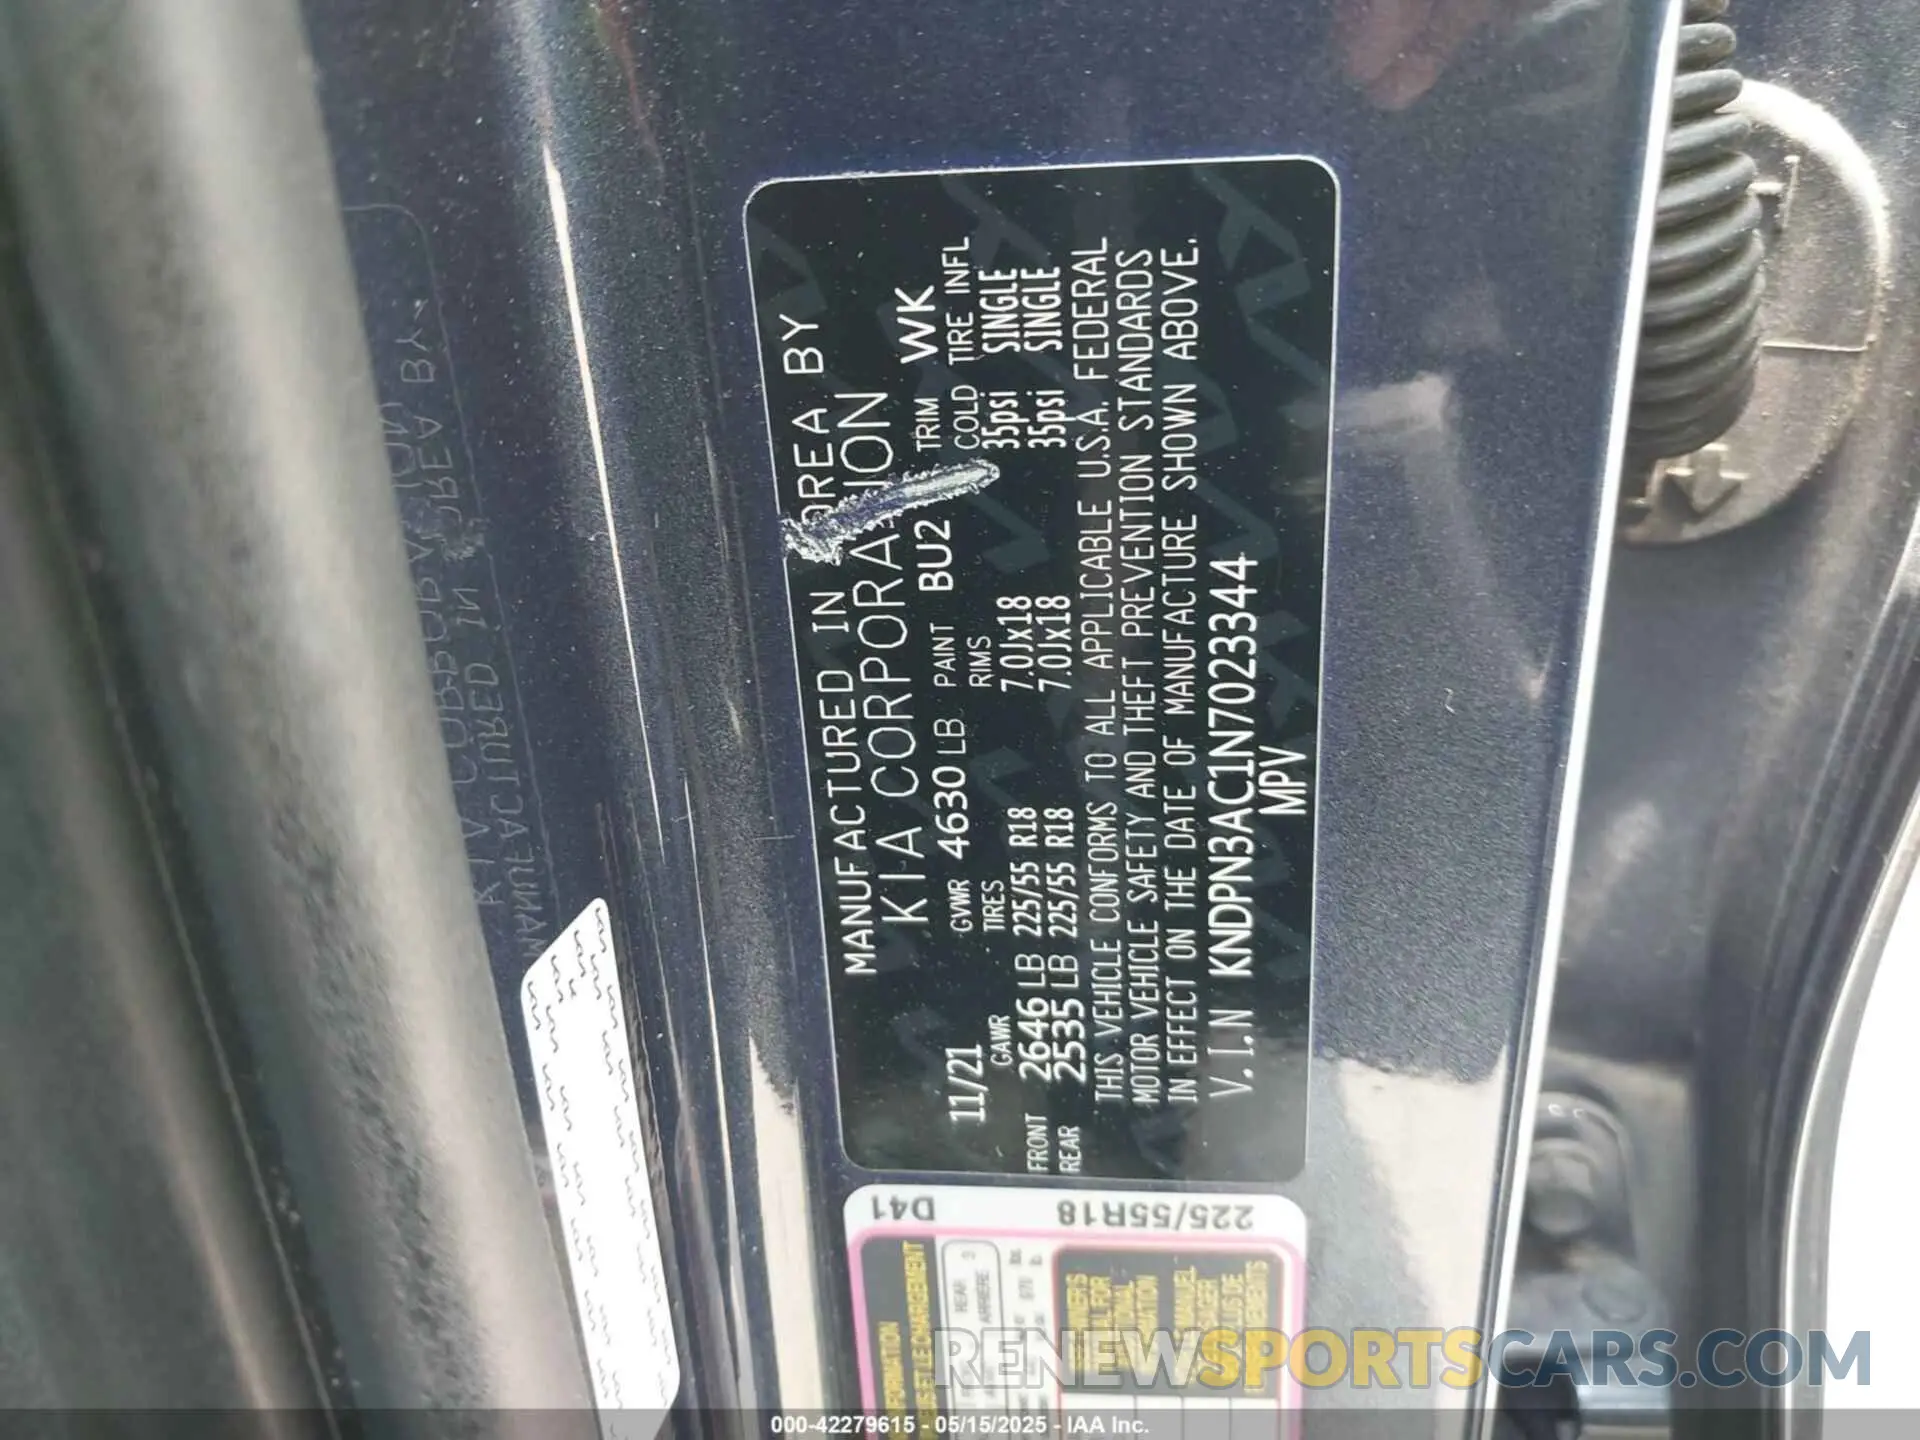 MANUFACTURED IN KOREA BY
KIA CORPORATION
11/21 GVWR 4630 LB PAINT BU2 TRIM WK
GAWR TIRES RIMS COLD TIRE INFL
FRONT 2646 LB 225/55 R18 7.0Jx18 35psi SINGLE
REAR 2535 LB 225/55 R18 7.0Jx18 35psi SINGLE
THIS VEHICLE CONFORMS TO ALL APPLICABLE U.S.A. FEDERAL
MOTOR VEHICLE SAFETY AND THEFT PREVENTION STANDARDS
IN EFFECT ON THE DATE OF MANUFACTURE SHOWN ABOVE.
V.I.N KNDPN3AC1N7023344
MPV
D41
225/55R18
RENEWSPORTSCARS.COM
000-42279615 - 05/15/2025 - IAA Inc.